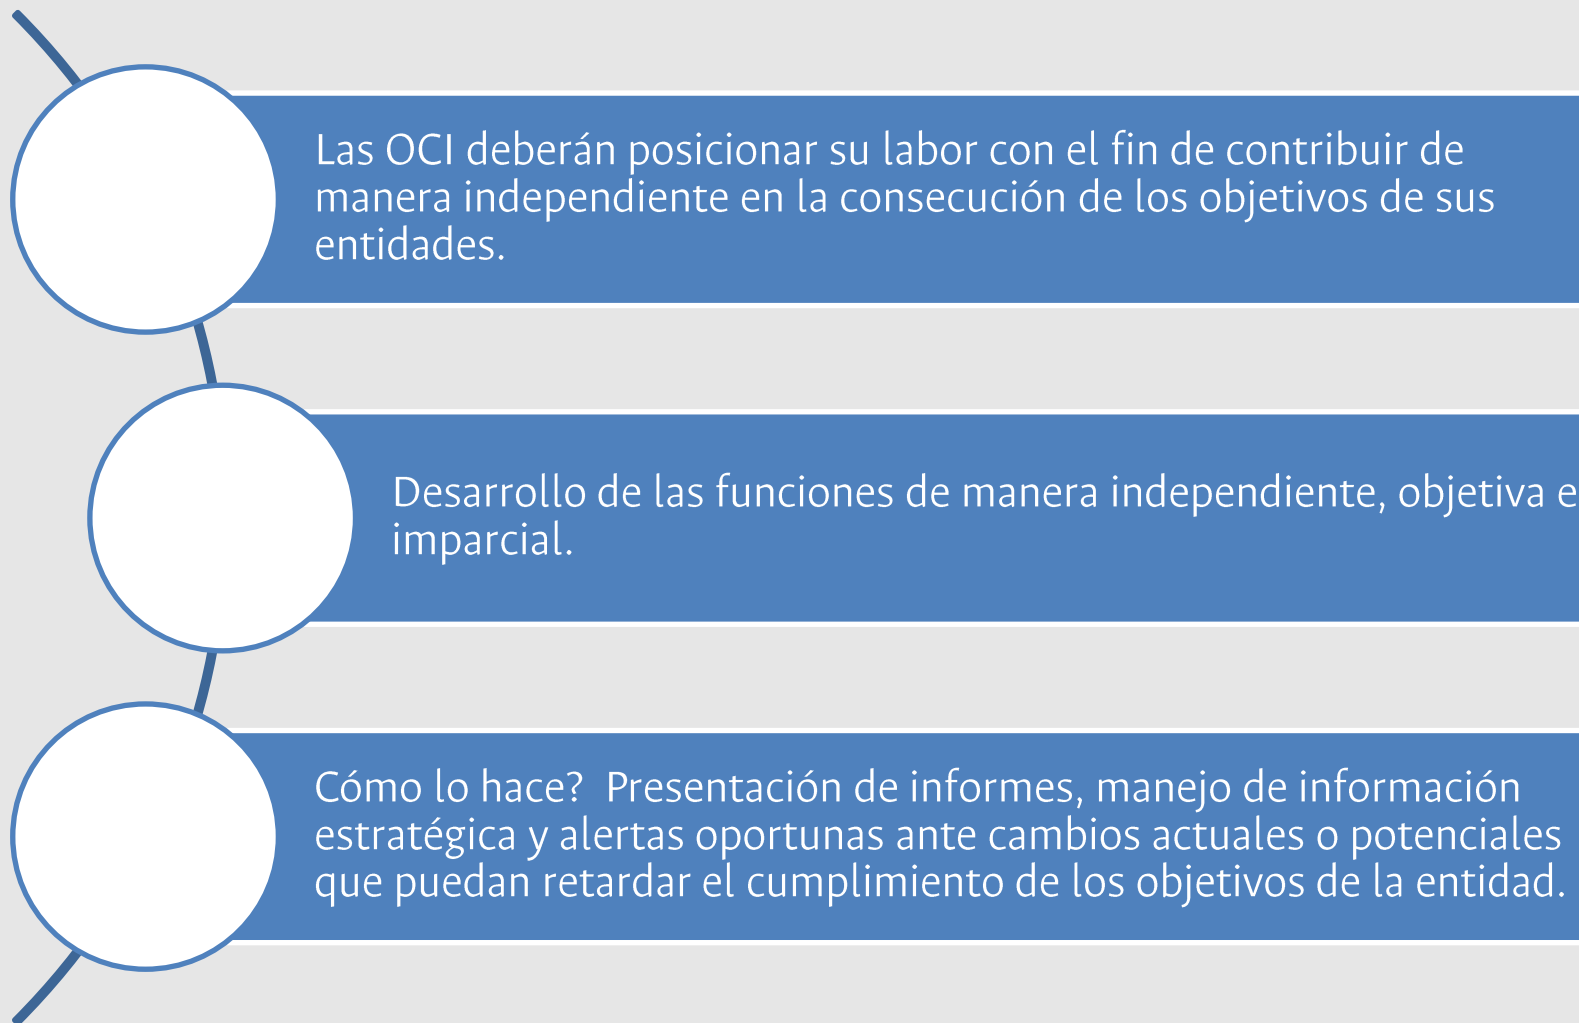 Las OCI deberán posicionar su labor con el fin de contribuir de
manera independiente en la consecución de los objetivos de sus
entidades.
Desarrollo de las funciones de manera independiente, objetiva e
imparcial.
Cómo lo hace?  Presentación de informes, manejo de información
estratégica y alertas oportunas ante cambios actuales o potenciales
que puedan retardar el cumplimiento de los objetivos de la entidad.